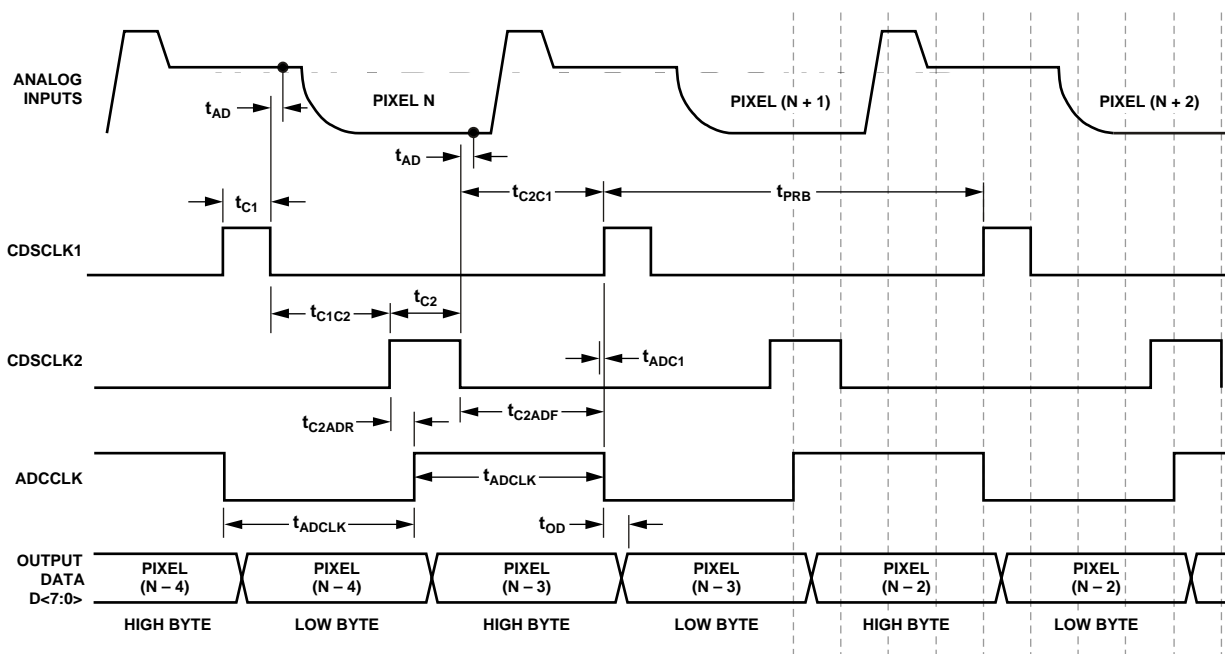 ANALOG
INPUTS
PIXEL N
PIXEL (N + 1)
PIXEL (N + 2)
tAD
tAD
tC2C1
tPRB
tC1
CDSCLK1
tC1C2
tC2
CDSCLK2
tADC1
tC2ADR
tC2ADF
ADCCLK
tADCLK
tADCLK
tOD
OUTPUT
DATA
D<7:0>
PIXEL
(N – 4)
PIXEL
(N – 4)
PIXEL
(N – 3)
PIXEL
(N – 3)
PIXEL
(N – 2)
PIXEL
(N – 2)
HIGH BYTE
LOW BYTE
HIGH BYTE
LOW BYTE
HIGH BYTE
LOW BYTE